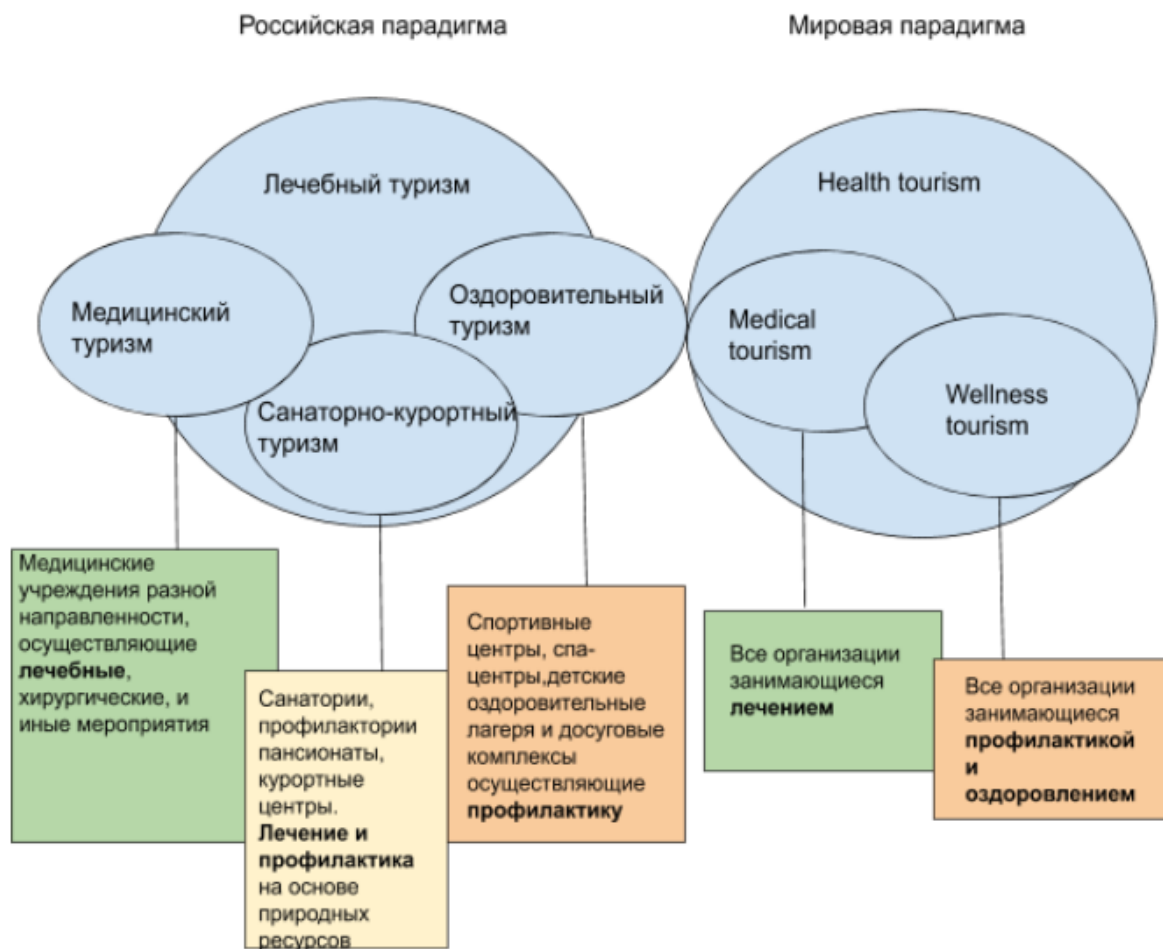 Российская парадигма
Мировая парадигма
Лечебный туризм
Медицинский
туризм
Оздоровительный
туризм
Санаторно-курортный
туризм
Health tourism
Medical
tourism
Wellness
tourism
Медицинские
учреждения разной
направленности,
осуществляющие
лечебные,
хирургические, и
иные мероприятия
Санатории,
профилактории
пансионаты,
курортные
центры.
Лечение и
профилактика
на основе
природных
ресурсов
Спортивные
центры, спа-
центры,детские
оздоровительные
лагеря и досуговые
комплексы
осуществляющие
профилактику
Все организации
занимающиеся
лечением
Все организации
занимающиеся
профилактикой
и
оздоровлением